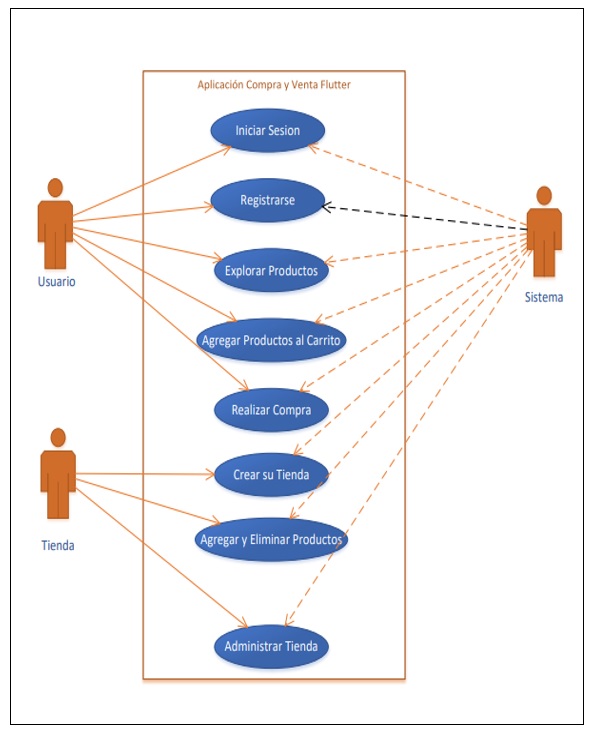 Aplicación Compra y Venta Flutter
Iniciar Sesion
Registrarse
Explorar Productos
Usuario
Sistema
Agregar Productos al Carrito
Realizar Compra
Crear su Tienda
Tienda
Agregar y Eliminar Productos
Administrar Tienda